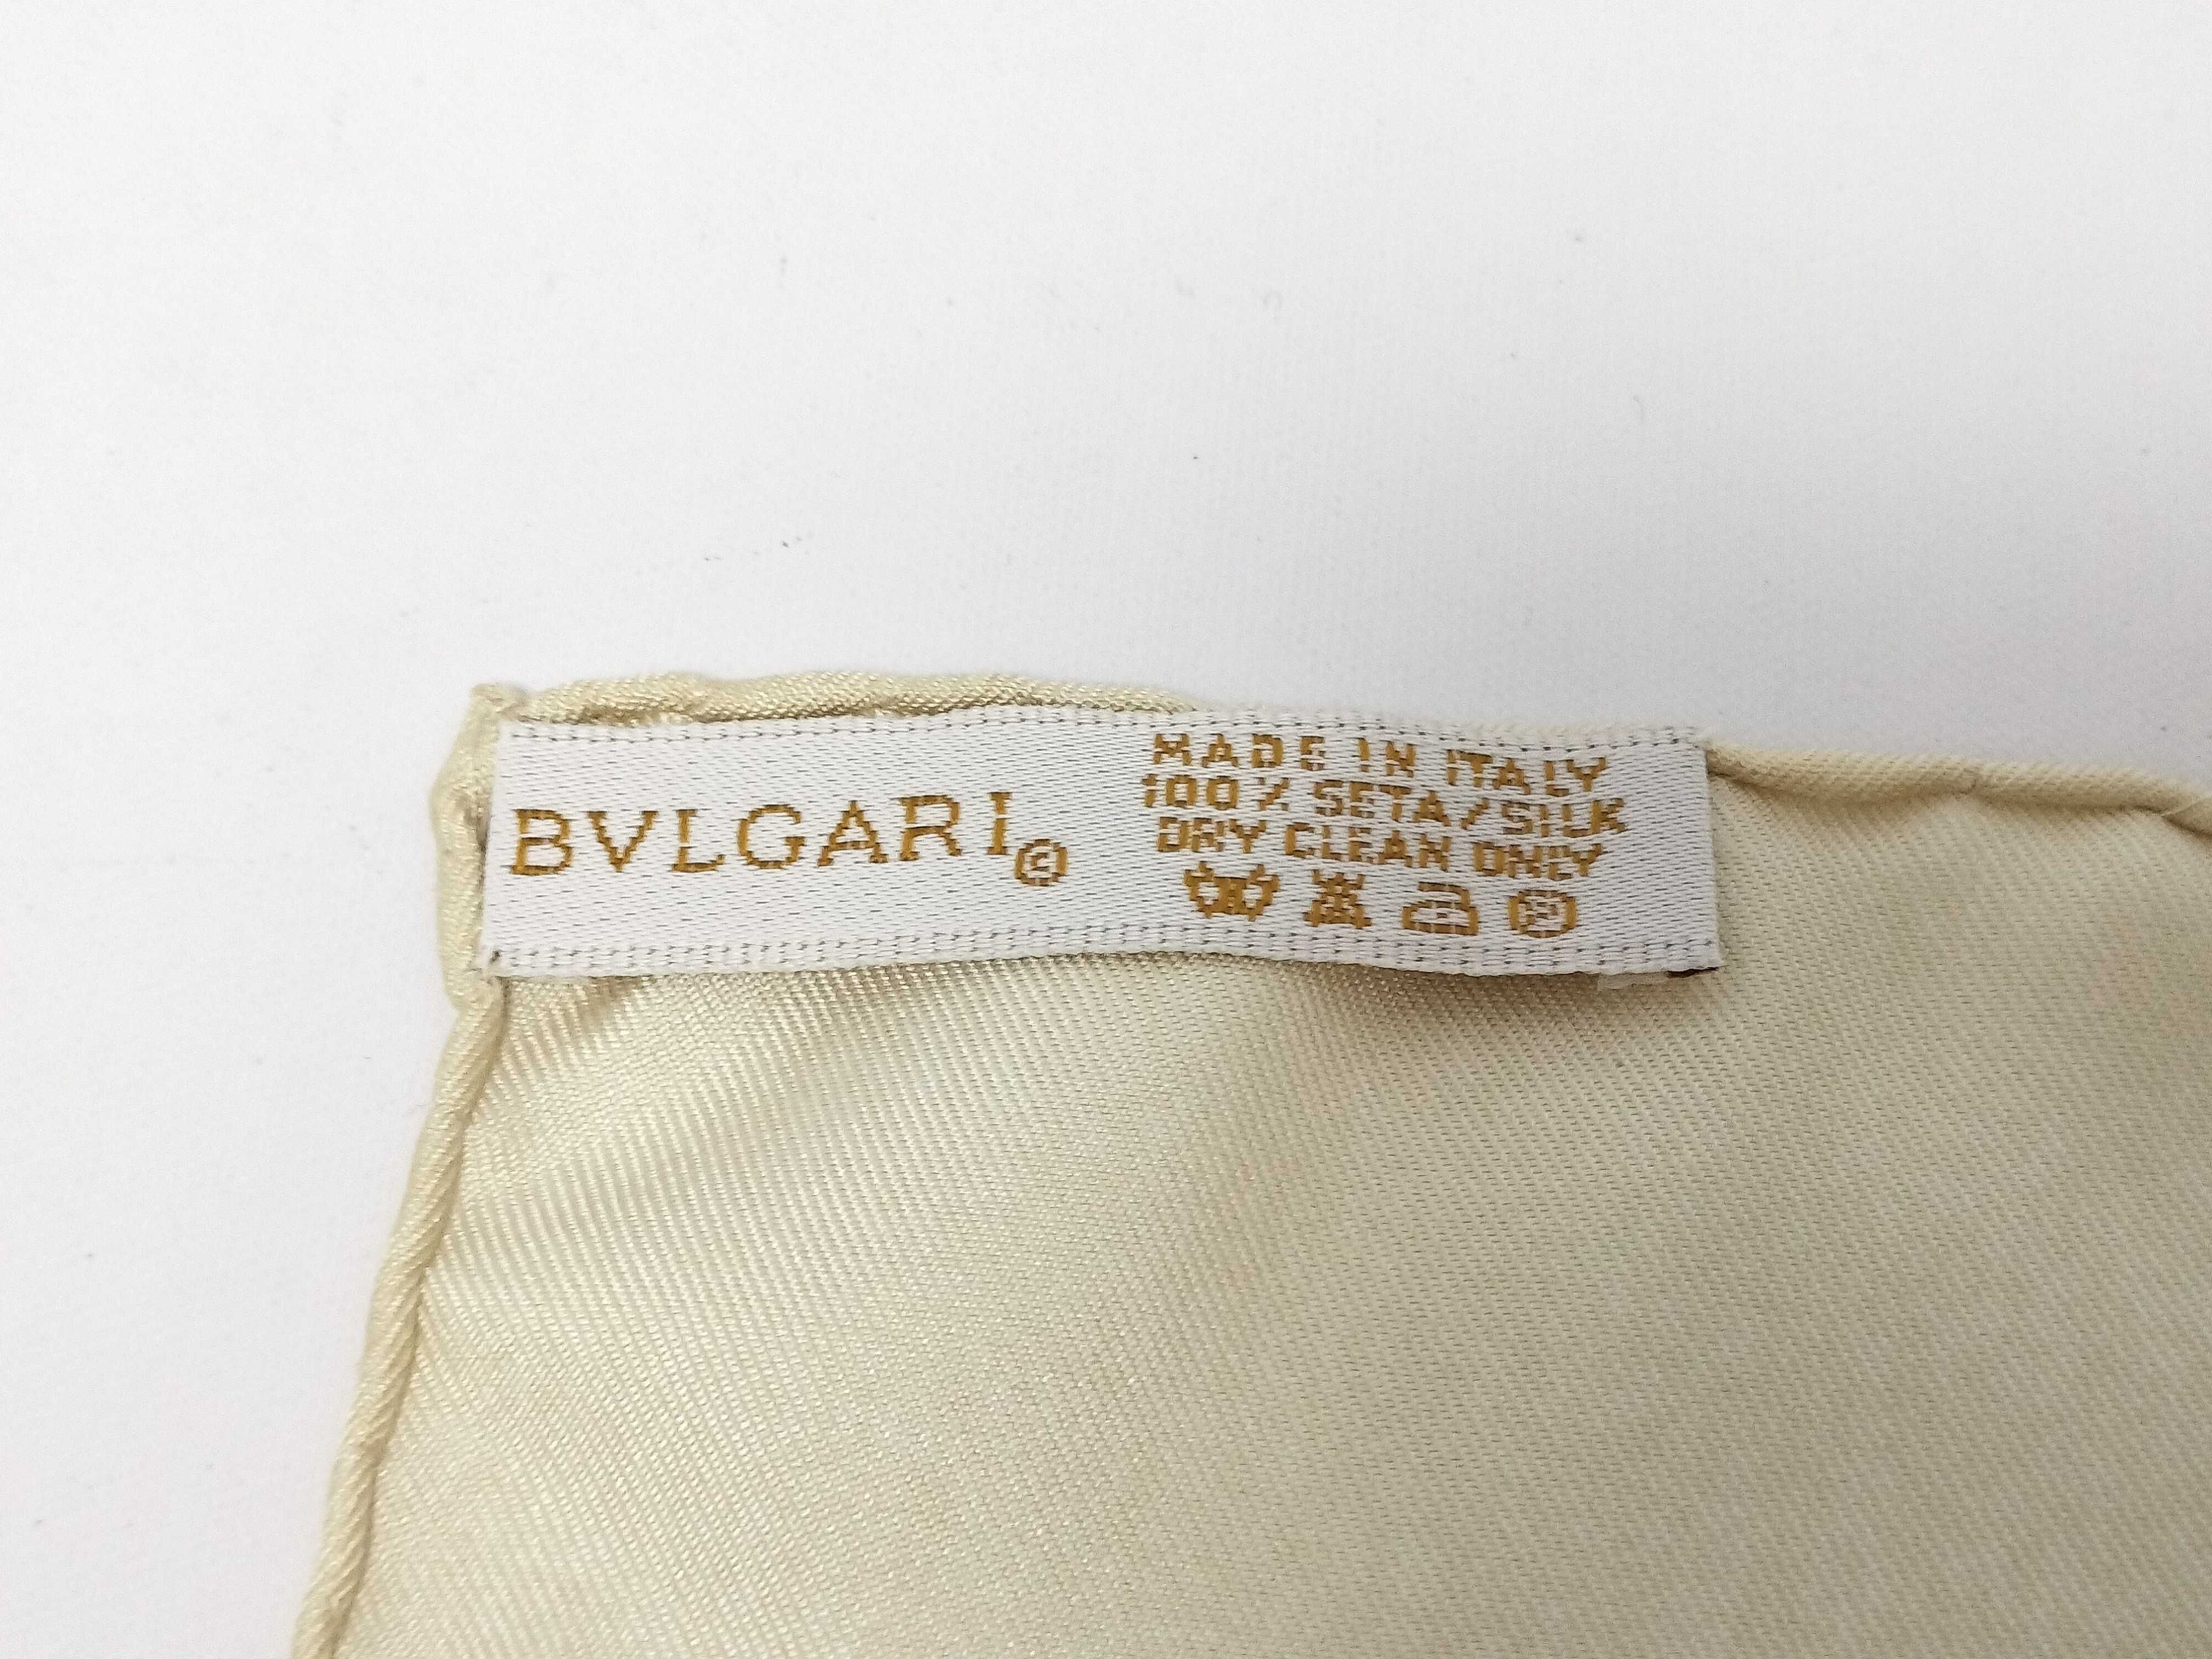 BVLGARI©
MADE IN ITALY
100% SETA/SILK
DRY CLEAN ONLY
Ⓟ